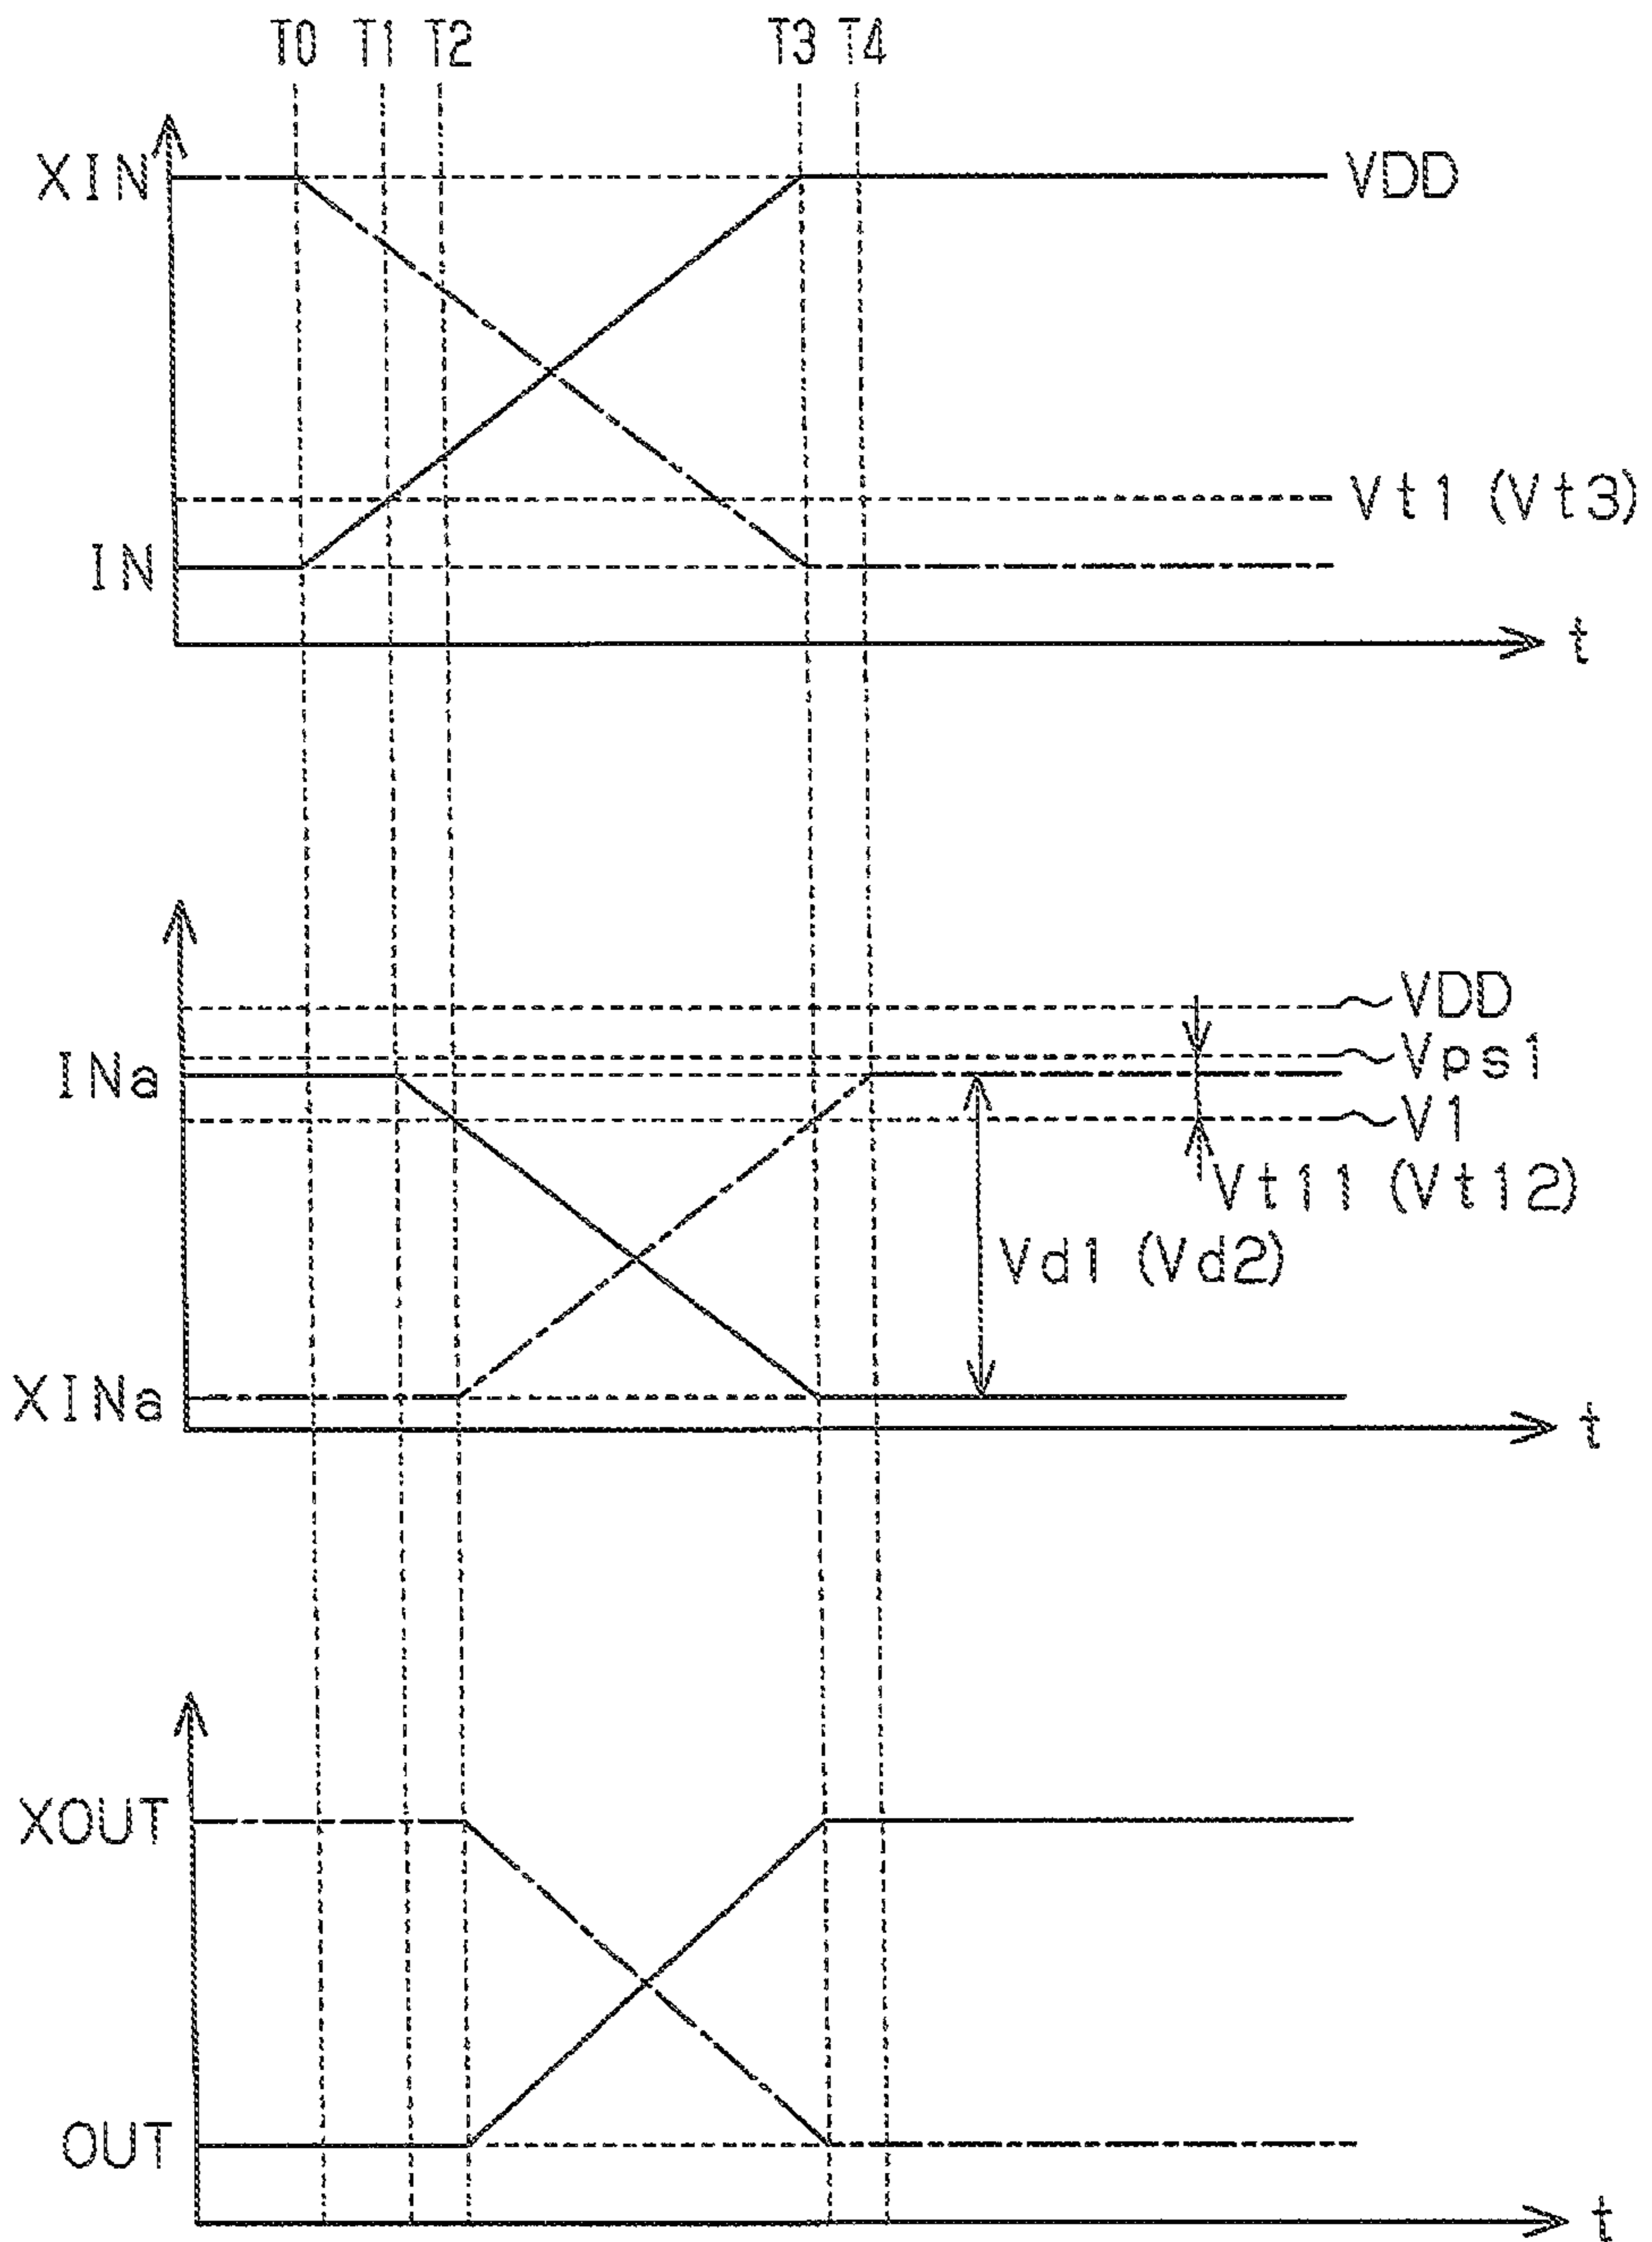 T0 T1 T2 T3 T4
XIN
VDD
Vt1 (Vt3)
IN
t
VDD
Vps1
INa
V1
Vt11 (Vt12)
Vd1 (Vd2)
XINa
t
XOUT
OUT
t